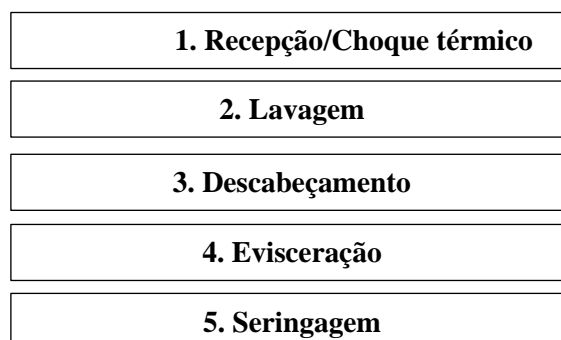 1. Recepção/Choque térmico
2. Lavagem
3. Descabeçamento
4. Evisceração
5. Seringagem